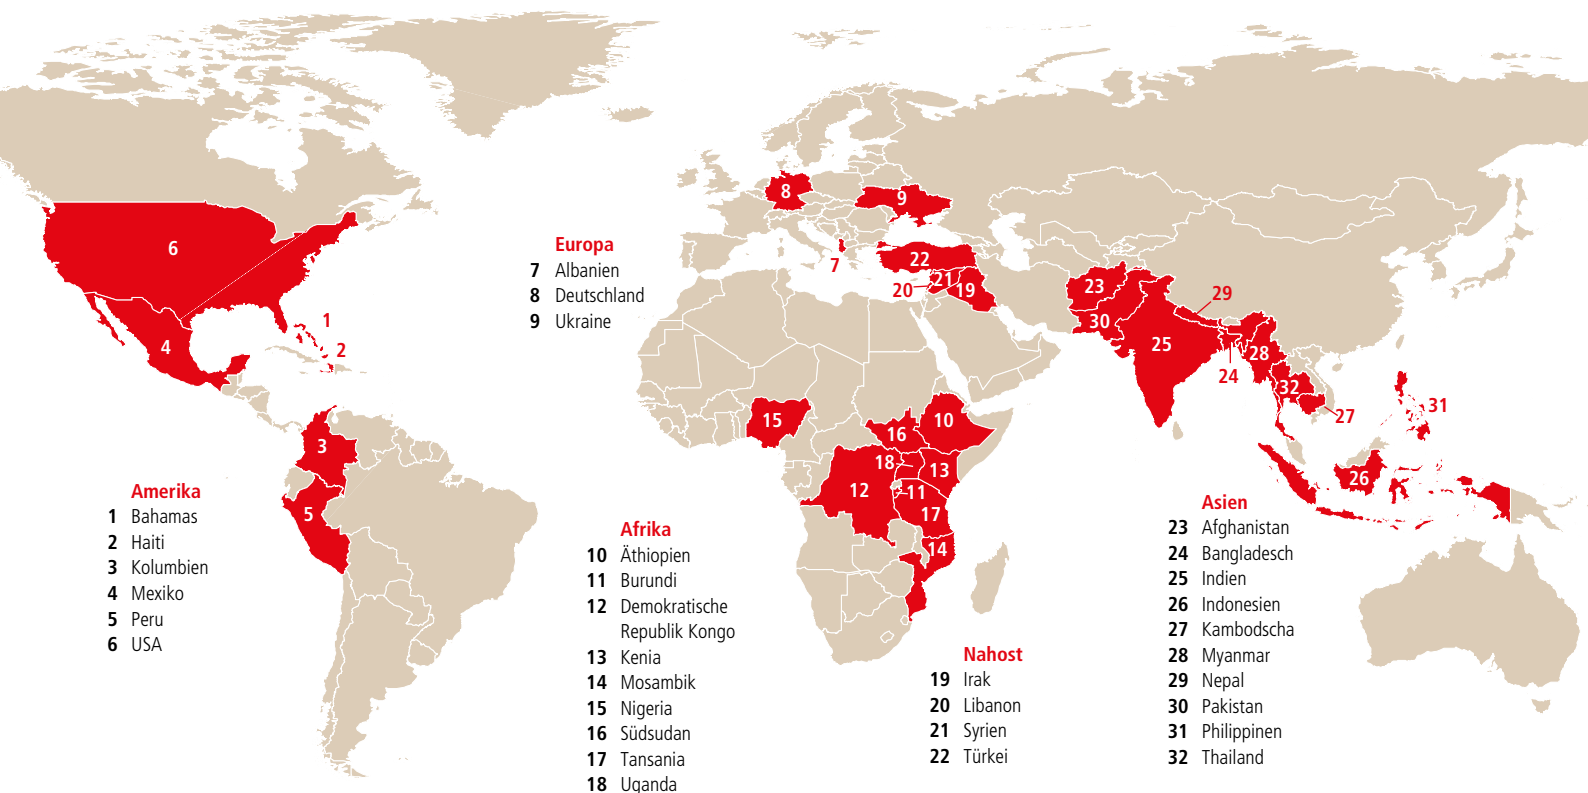 Amerika
1 Bahamas
2 Haiti
3 Kolumbien
4 Mexiko
5 Peru
6 USA
Europa
7 Albanien
8 Deutschland
9 Ukraine
Afrika
10 Äthiopien
11 Burundi
12 Demokratische
Republik Kongo
13 Kenia
14 Mosambik
15 Nigeria
16 Südsudan
17 Tansania
18 Uganda
Nahost
19 Irak
20 Libanon
21 Syrien
22 Türkei
Asien
23 Afghanistan
24 Bangladesch
25 Indien
26 Indonesien
27 Kambodscha
28 Myanmar
29 Nepal
30 Pakistan
31 Philippinen
32 Thailand
6
1
4
2
3
5
8
9
7
22
20
21
19
15
10
16
18
13
12
11
17
14
23
29
30
25
28
24
32
27
31
26